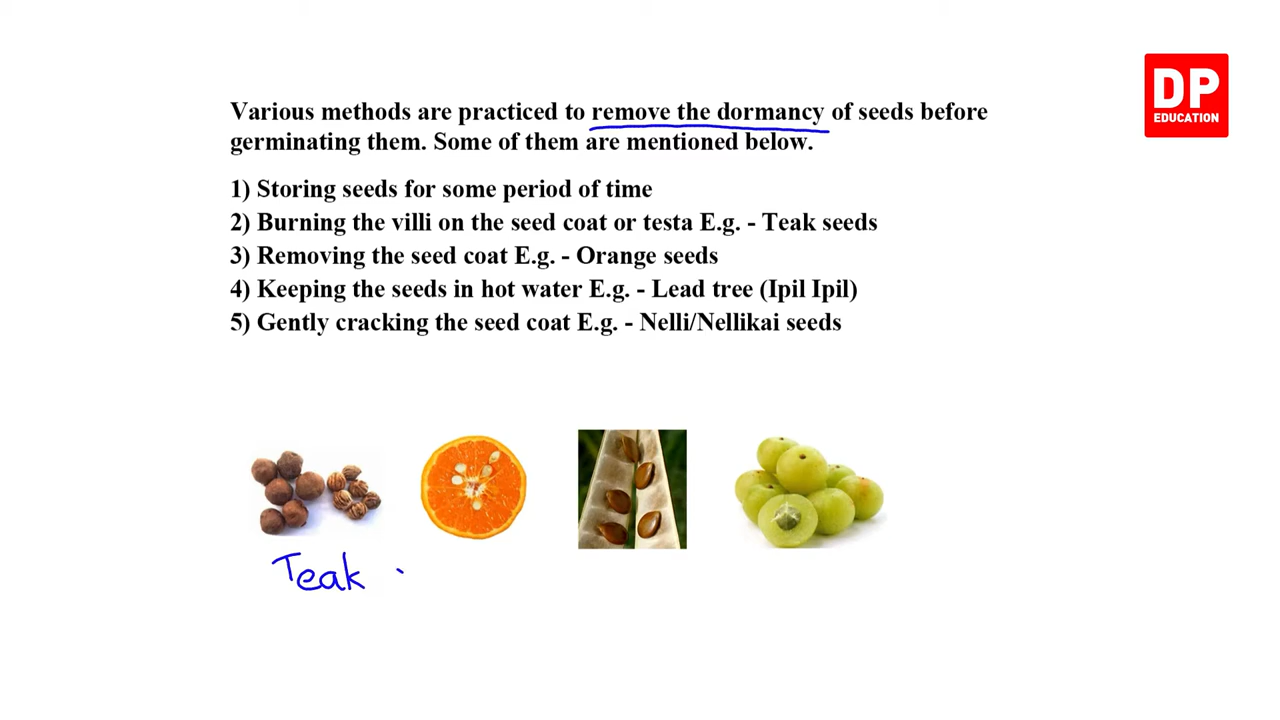 DP
EDUCATION
Various methods are practiced to remove the dormancy of seeds before
germinating them. Some of them are mentioned below.
1) Storing seeds for some period of time
2) Burning the villi on the seed coat or testa E.g. - Teak seeds
3) Removing the seed coat E.g. - Orange seeds
4) Keeping the seeds in hot water E.g. - Lead tree (Ipil Ipil)
5) Gently cracking the seed coat E.g. - Nelli/Nellikai seeds
Teak